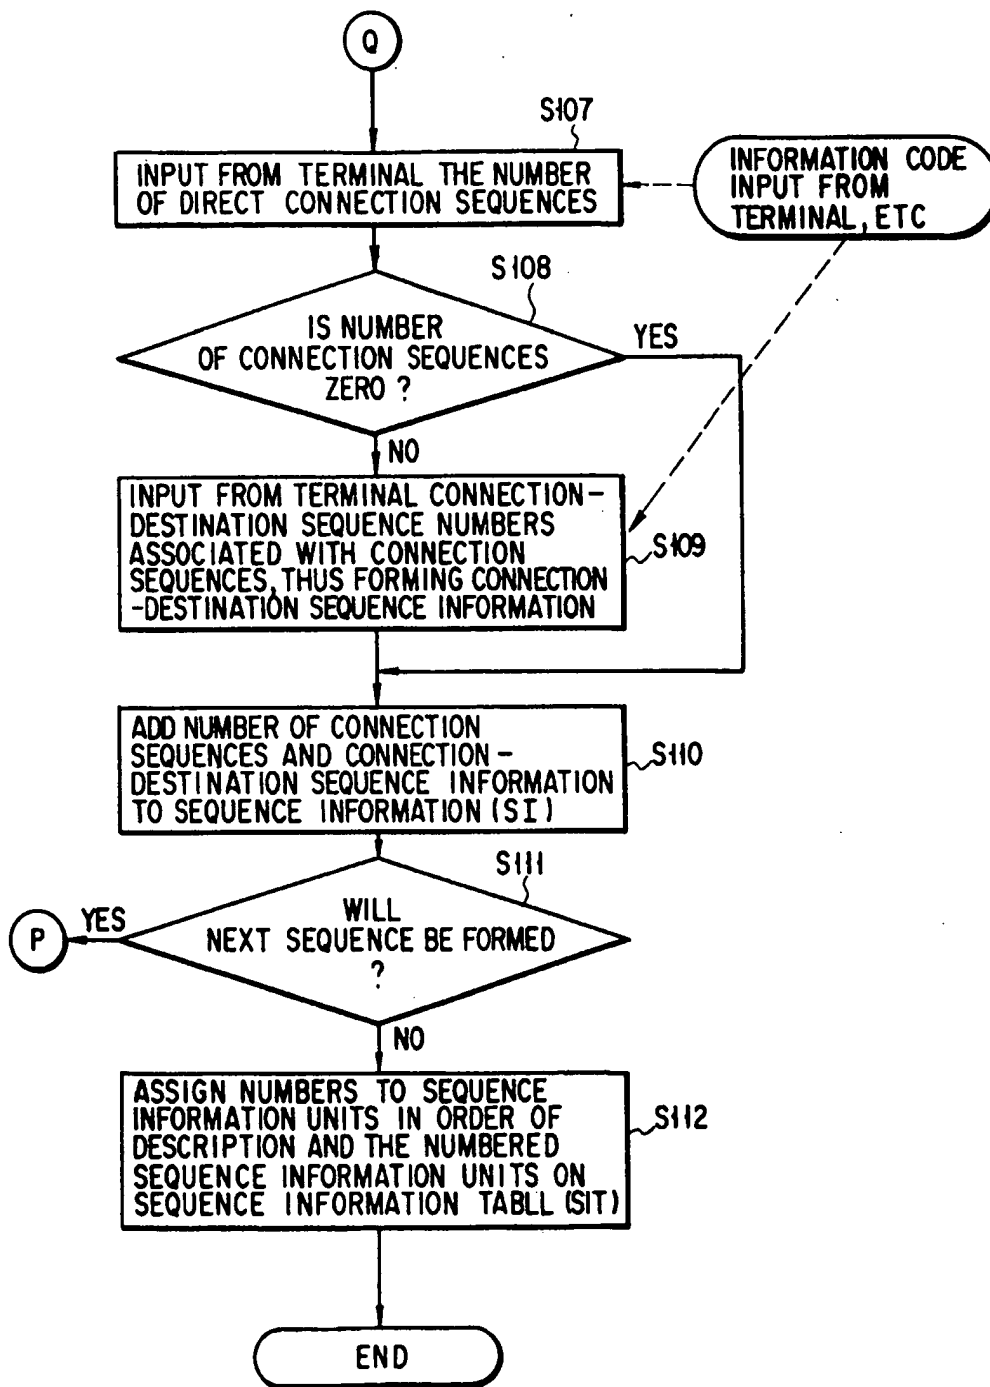 Q
S107
INPUT FROM TERMINAL THE NUMBER
OF DIRECT CONNECTION SEQUENCES
INFORMATION CODE
INPUT FROM
TERMINAL, ETC
S108
IS NUMBER
OF CONNECTION SEQUENCES
ZERO ?
YES
NO
INPUT FROM TERMINAL CONNECTION-
DESTINATION SEQUENCE NUMBERS
ASSOCIATED WITH CONNECTION
SEQUENCES, THUS FORMING CONNECTION
-DESTINATION SEQUENCE INFORMATION
S109
ADD NUMBER OF CONNECTION
SEQUENCES AND CONNECTION-
DESTINATION SEQUENCE INFORMATION
TO SEQUENCE INFORMATION (SI)
S110
S111
WILL
NEXT SEQUENCE BE FORMED
?
YES
P
NO
ASSIGN NUMBERS TO SEQUENCE
INFORMATION UNITS IN ORDER OF
DESCRIPTION AND THE NUMBERED
SEQUENCE INFORMATION UNITS ON
SEQUENCE INFORMATION TABLL (SIT)
S112
END